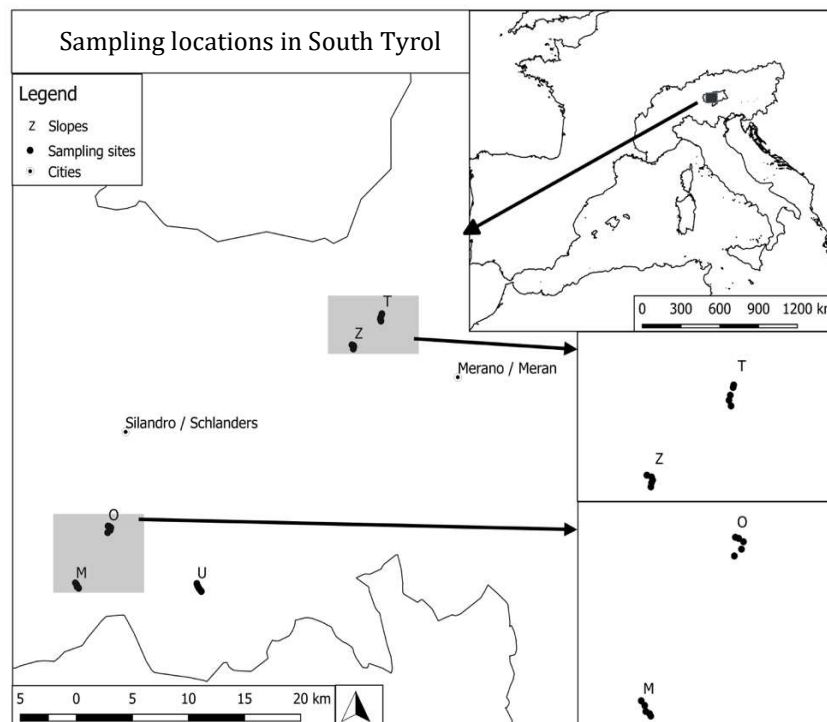 Sampling locations in South Tyrol
Legend
Z Slopes
Sampling sites
Cities
0 300 600 900 1200 km
T
Z
Merano / Meran
Silandro / Schlanders
O
M
U
T
Z
O
M
5 0 5 10 15 20 km